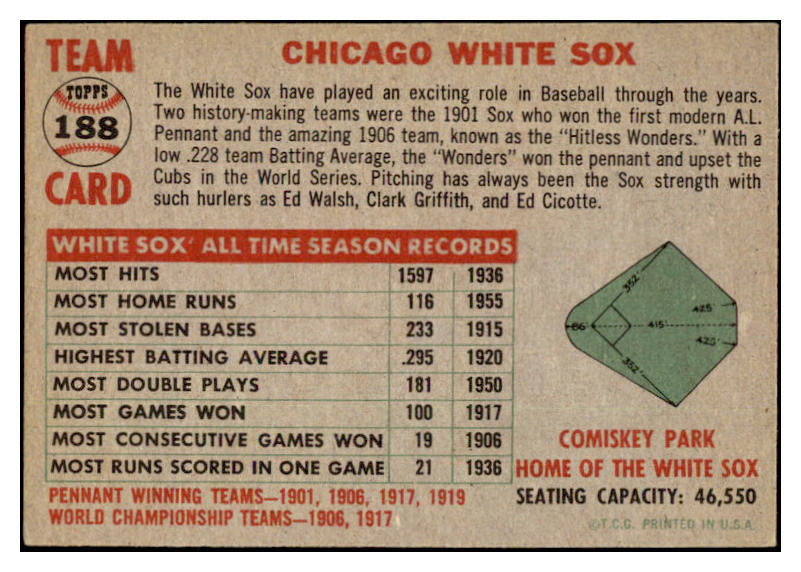 TEAM
TOPPS
188
CARD
CHICAGO WHITE SOX
The White Sox have played an exciting role in Baseball through the years.
Two history-making teams were the 1901 Sox who won the first modern A.L.
Pennant and the amazing 1906 team, known as the "Hitless Wonders." With a
low .228 team Batting Average, the "Wonders" won the pennant and upset the
Cubs in the World Series. Pitching has always been the Sox strength with
such hurlers as Ed Walsh, Clark Griffith, and Ed Cicotte.
WHITE SOX' ALL TIME SEASON RECORDS
MOST HITS 1597 1936
MOST HOME RUNS 116 1955
MOST STOLEN BASES 233 1915
HIGHEST BATTING AVERAGE .295 1920
MOST DOUBLE PLAYS 181 1950
MOST GAMES WON 100 1917
MOST CONSECUTIVE GAMES WON 19 1906
MOST RUNS SCORED IN ONE GAME 21 1936
PENNANT WINNING TEAMS—1901, 1906, 1917, 1919
WORLD CHAMPIONSHIP TEAMS—1906, 1917
352'
425'
86'
415'
425'
352'
COMISKEY PARK
HOME OF THE WHITE SOX
SEATING CAPACITY: 46,550
©T.C.G. PRINTED IN U.S.A.